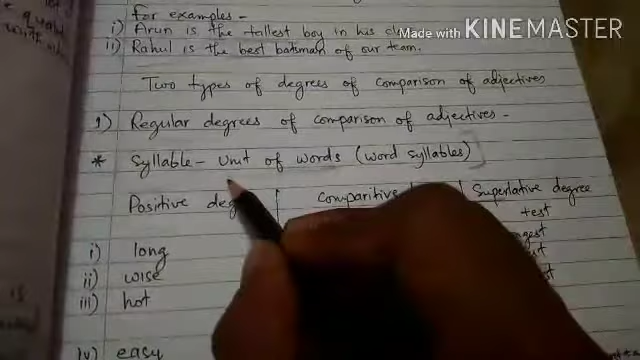 for examples -
i) Arun is the tallest boy in his
Made with KINEMASTER
ii) Rahul is the best batsman of our team.
Two types of degrees of comparison of adjectives
1) Regular degrees of comparison of adjectives -
* Syllable - Unit of words (word syllables)
Positive Comparitive Superlative degree
test
i) long
ii) wise
iii) hot
iv) easy